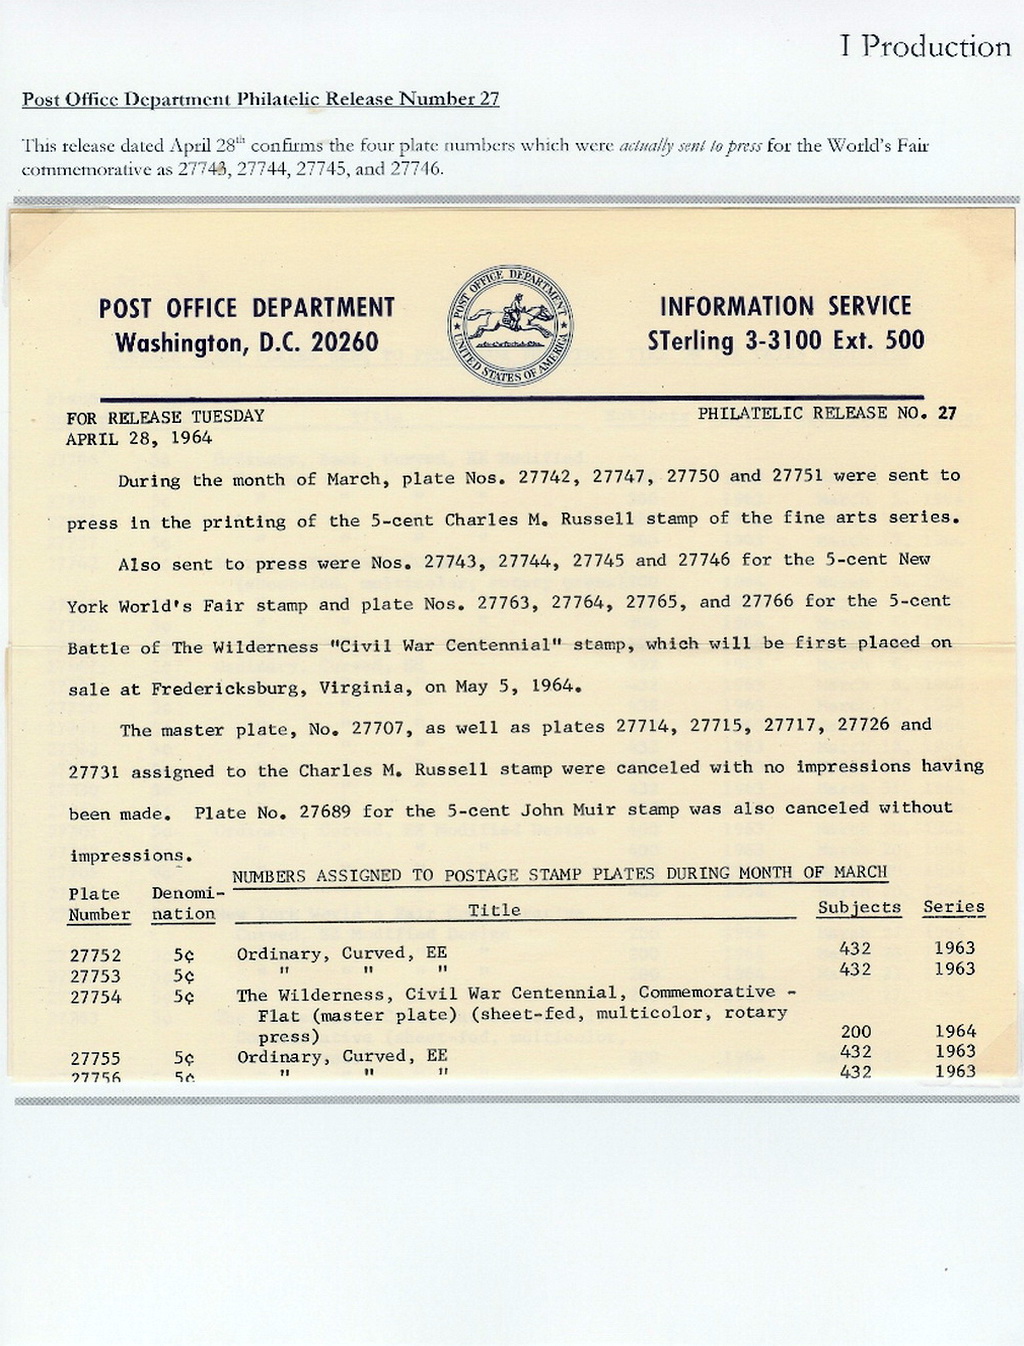 I Production
Post Office Department Philatelic Release Number 27
This release dated April 28th confirms the four plate numbers which were actually sent to press for the World's Fair
commemorative as 27743, 27744, 27745, and 27746.
POST OFFICE DEPARTMENT
Washington, D.C. 20260
POST OFFICE DEPARTMENT
★ UNITED STATES OF AMERICA ★
INFORMATION SERVICE
STerling 3-3100 Ext. 500
FOR RELEASE TUESDAY
APRIL 28, 1964
PHILATELIC RELEASE NO. 27
During the month of March, plate Nos. 27742, 27747, 27750 and 27751 were sent to
press in the printing of the 5-cent Charles M. Russell stamp of the fine arts series.
Also sent to press were Nos. 27743, 27744, 27745 and 27746 for the 5-cent New
York World's Fair stamp and plate Nos. 27763, 27764, 27765, and 27766 for the 5-cent
Battle of The Wilderness "Civil War Centennial" stamp, which will be first placed on
sale at Fredericksburg, Virginia, on May 5, 1964.
The master plate, No. 27707, as well as plates 27714, 27715, 27717, 27726 and
27731 assigned to the Charles M. Russell stamp were canceled with no impressions having
been made. Plate No. 27689 for the 5-cent John Muir stamp was also canceled without
impressions.
NUMBERS ASSIGNED TO POSTAGE STAMP PLATES DURING MONTH OF MARCH
Plate Number Denomi-nation Title Subjects Series
27752 5¢ Ordinary, Curved, EE 432 1963
27753 5¢ " " " 432 1963
27754 5¢ The Wilderness, Civil War Centennial, Commemorative -
Flat (master plate) (sheet-fed, multicolor, rotary
press) 200 1964
27755 5¢ Ordinary, Curved, EE 432 1963
27756 5¢ " " " 432 1963